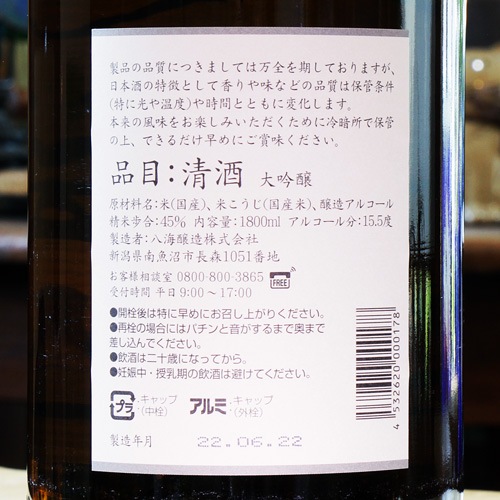 製品の品質につきましては万全を期しておりますが、
日本酒の特徴として香りや味などの品質は保管条件
(特に光や温度)や時間とともに変化します。
本来の風味をお楽しみいただくために冷暗所で保管
の上、できるだけ早めにご賞味ください。
品目:清酒 大吟醸
原材料名:米(国産)、米こうじ(国産米)、醸造アルコール
精米歩合:45% 内容量:1800ml アルコール分:15.5度
製造者:八海醸造株式会社
新潟県南魚沼市長森1051番地
お客様相談室 0800-800-3865 FREE
受付時間 平日9:00〜17:00
●開栓後は特に早めにお召し上がりください。
●再栓の場合にはパチンと音がするまで奥まで
差し込んでください。
●飲酒は二十歳になってから。
●妊娠中・授乳期の飲酒は避けてください。
プラ :キャップ(中栓) アルミ :キャップ(外栓)
製造年月 22.06.22
4 532620 000178